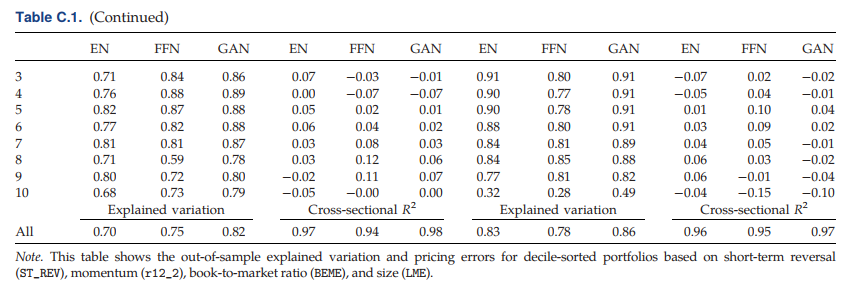 Table C.1. (Continued)
EN FFN GAN EN FFN GAN EN FFN GAN EN FFN GAN
3 0.71 0.84 0.86 0.07 −0.03 −0.01 0.91 0.80 0.91 −0.07 0.02 −0.02
4 0.76 0.88 0.89 0.00 −0.07 −0.07 0.90 0.77 0.91 −0.05 0.04 −0.01
5 0.82 0.87 0.88 0.05 0.02 0.01 0.90 0.78 0.91 0.01 0.10 0.04
6 0.77 0.82 0.88 0.06 0.04 0.02 0.88 0.80 0.91 0.03 0.09 0.02
7 0.81 0.81 0.87 0.03 0.08 0.03 0.84 0.81 0.89 0.04 0.05 −0.01
8 0.71 0.59 0.78 0.03 0.12 0.06 0.84 0.85 0.88 0.06 0.03 −0.02
9 0.80 0.72 0.80 −0.02 0.11 0.07 0.77 0.81 0.82 0.06 −0.01 −0.04
10 0.68 0.73 0.79 −0.05 −0.00 0.00 0.32 0.28 0.49 −0.04 −0.15 −0.10
Explained variation Cross-sectional R² Explained variation Cross-sectional R²
All 0.70 0.75 0.82 0.97 0.94 0.98 0.83 0.78 0.86 0.96 0.95 0.97
Note. This table shows the out-of-sample explained variation and pricing errors for decile-sorted portfolios based on short-term reversal
(ST_REV), momentum (r12_2), book-to-market ratio (BEME), and size (LME).